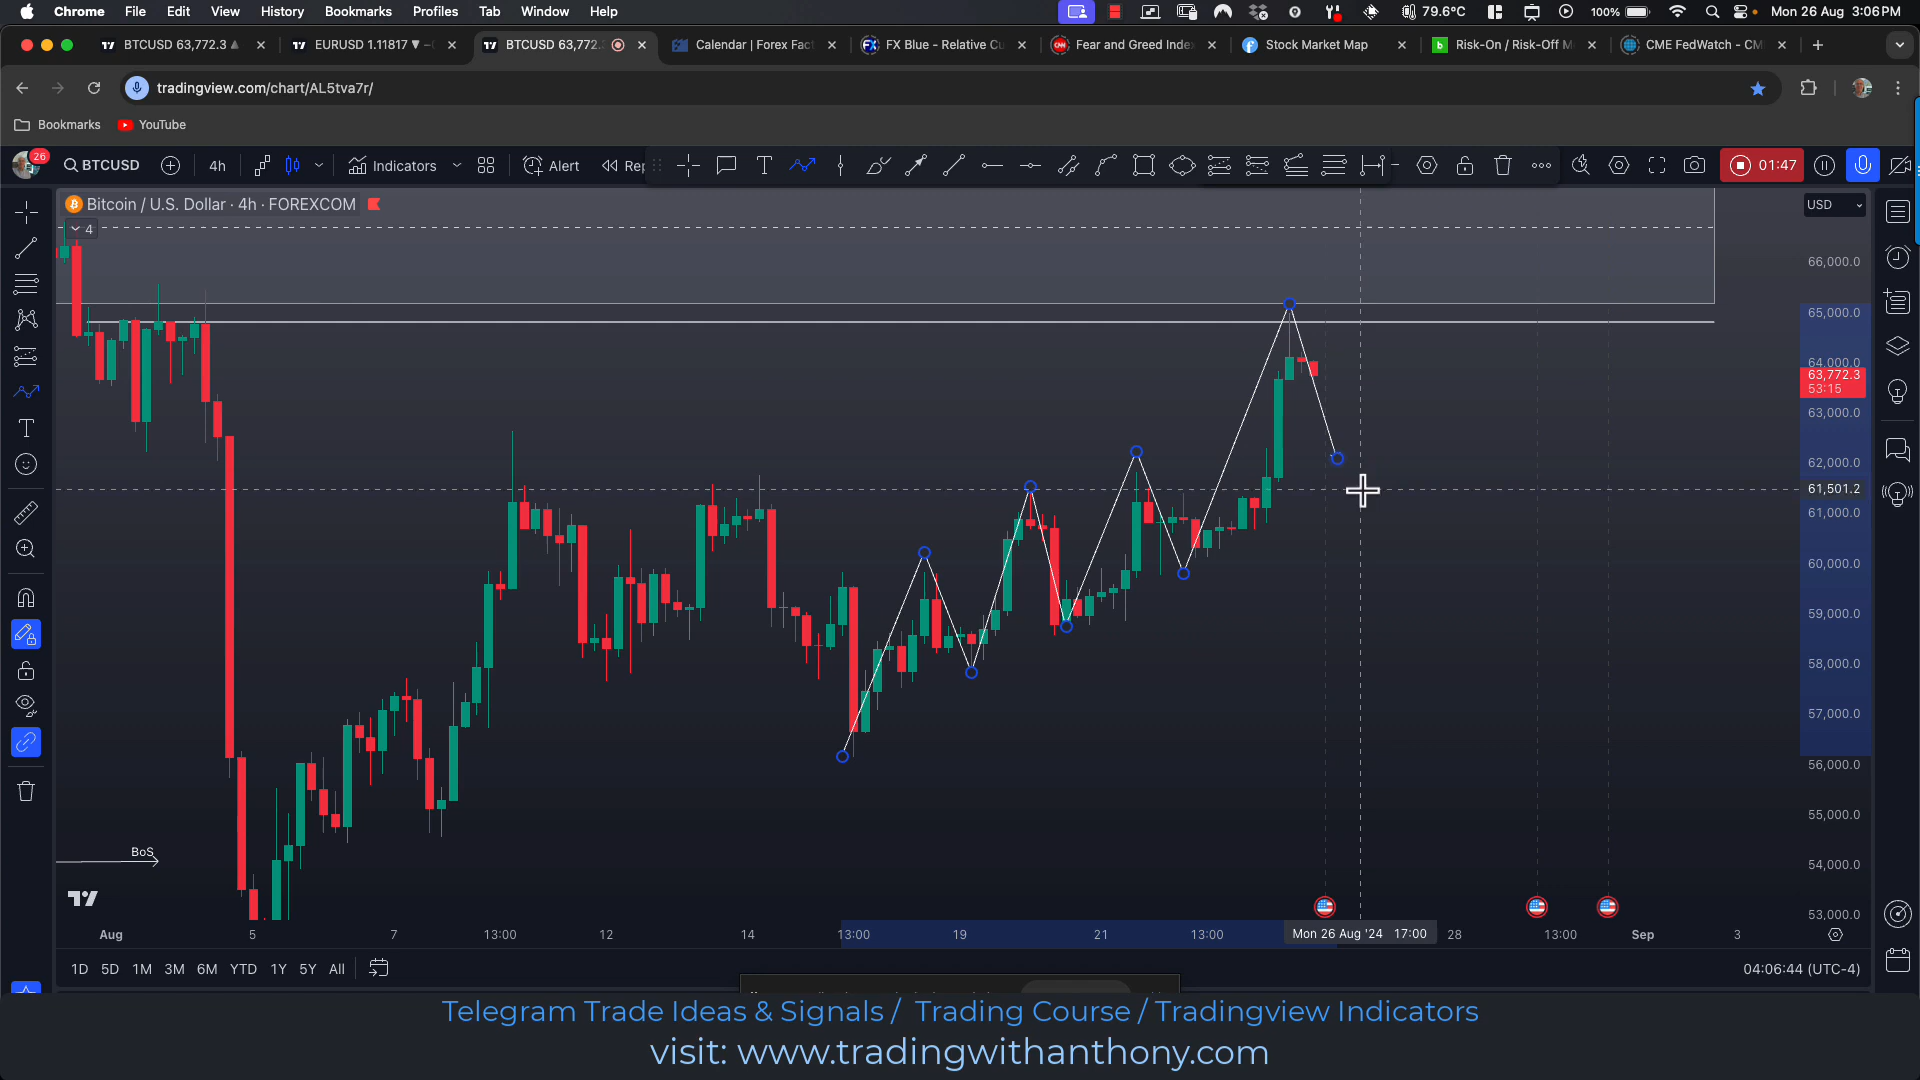 Chrome File Edit View History Bookmarks Profiles Tab Window Help 79.6°C 100% Mon 26 Aug 3:06PM
BTCUSD 63,772.3 EURUSD 1.11817 BTCUSD 63,772. Calendar | Forex Fact FX Blue - Relative Cu Fear and Greed Index Stock Market Map Risk-On / Risk-Off M CME FedWatch - CM
tradingview.com/chart/AL5tva7r/
Bookmarks YouTube
26 BTCUSD 4h Indicators Alert Rep 01:47
Bitcoin / U.S. Dollar · 4h · FOREXCOM USD
4
66,000.0
65,000.0
64,000.0
63,772.3
53:15
63,000.0
62,000.0
61,501.2
61,000.0
60,000.0
59,000.0
58,000.0
57,000.0
56,000.0
55,000.0
BoS
54,000.0
53,000.0
Aug 5 7 13:00 12 14 13:00 19 21 13:00 Mon 26 Aug '24 17:00 28 13:00 Sep 3
1D 5D 1M 3M 6M YTD 1Y 5Y All 04:06:44 (UTC-4)
Telegram Trade Ideas & Signals / Trading Course / Tradingview Indicators
visit: www.tradingwithanthony.com